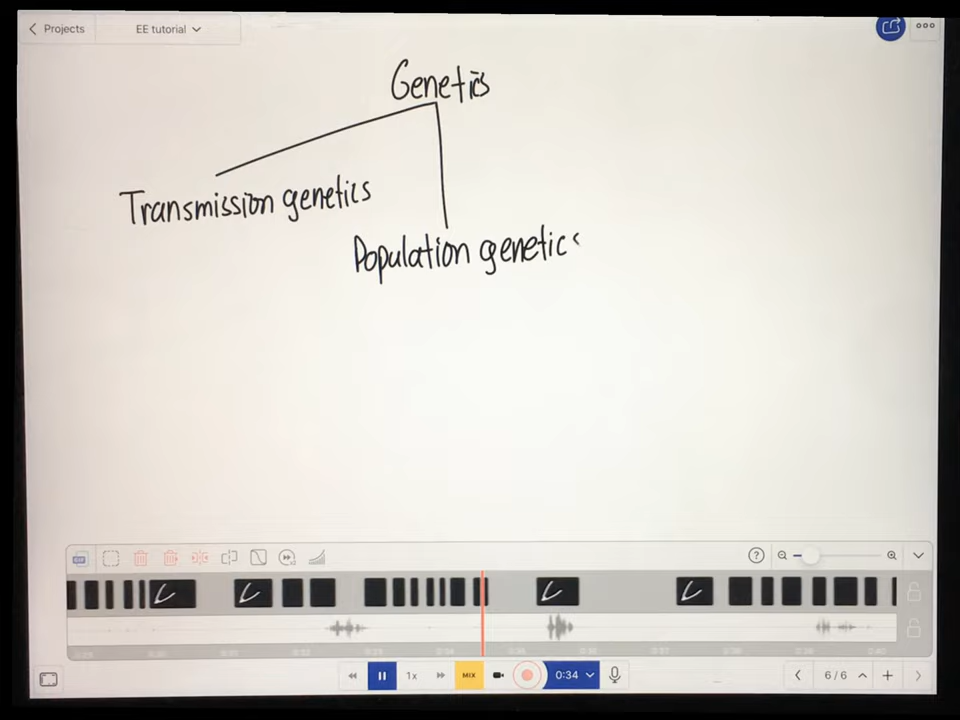 Projects
EE tutorial
Genetics
Transmission genetics
Population genetics
?
1x
MIX
0:34
6/6